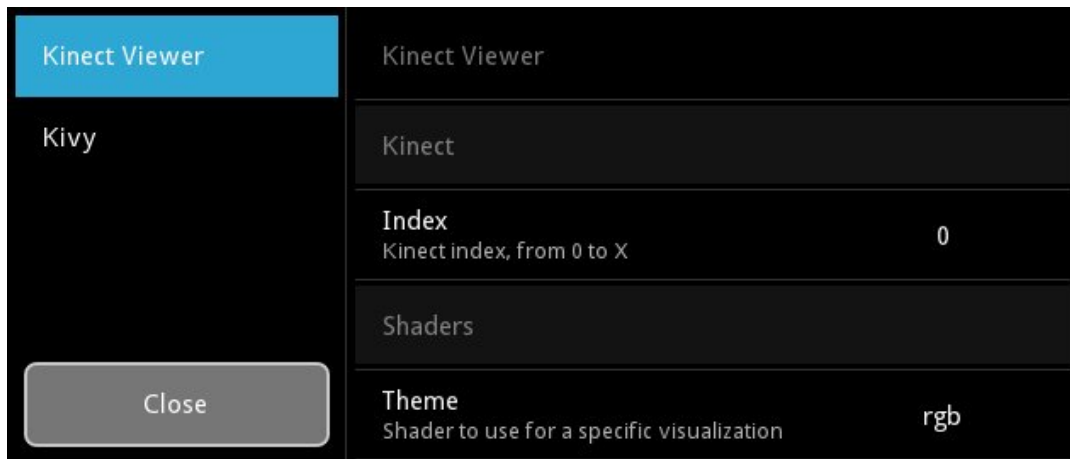 Kinect Viewer
Kivy
Close
Kinect Viewer
Kinect
Index
Kinect index, from 0 to X
0
Shaders
Theme
Shader to use for a specific visualization
rgb